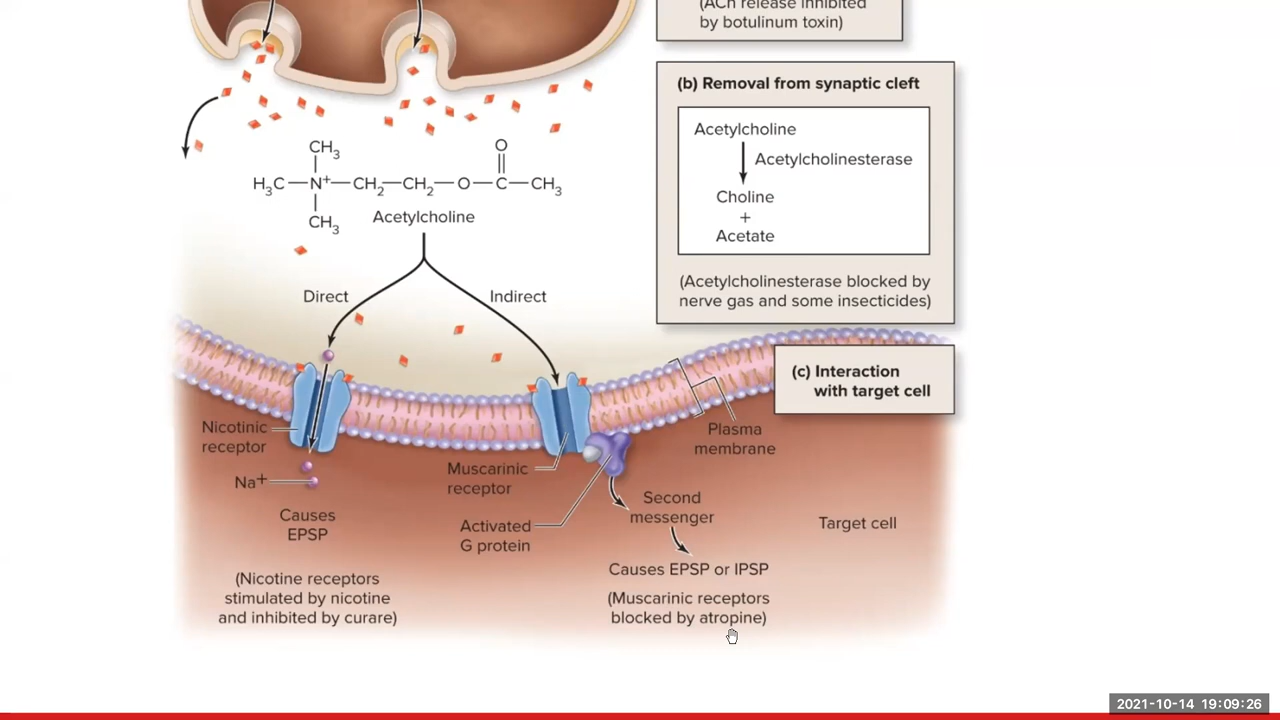 (ACh release inhibited
by botulinum toxin)
(b) Removal from synaptic cleft
Acetylcholine
Acetylcholinesterase
Choline
+
Acetate
(Acetylcholinesterase blocked by
nerve gas and some insecticides)
CH3
O
H3C—N+—CH2—CH2—O—C—CH3
CH3
Acetylcholine
Direct
Indirect
(c) Interaction
with target cell
Nicotinic
receptor
Na+
Causes
EPSP
(Nicotine receptors
stimulated by nicotine
and inhibited by curare)
Muscarinic
receptor
Activated
G protein
Plasma
membrane
Second
messenger
Target cell
Causes EPSP or IPSP
(Muscarinic receptors
blocked by atropine)
2021-10-14 19:09:26